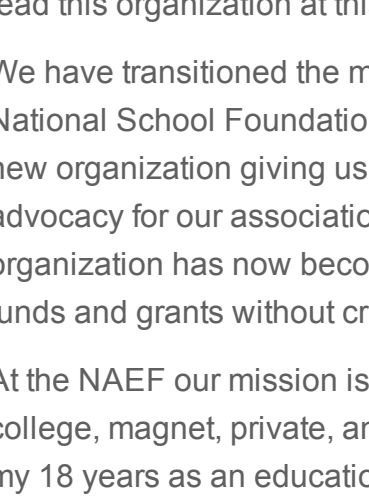 ead this organization at thi
We have transitioned the m
National School Foundatio
new organization giving us
advocacy for our associatio
organization has now beco
funds and grants without cr
At the NAEF our mission is
college, magnet, private, an
my 18 years as an educatio